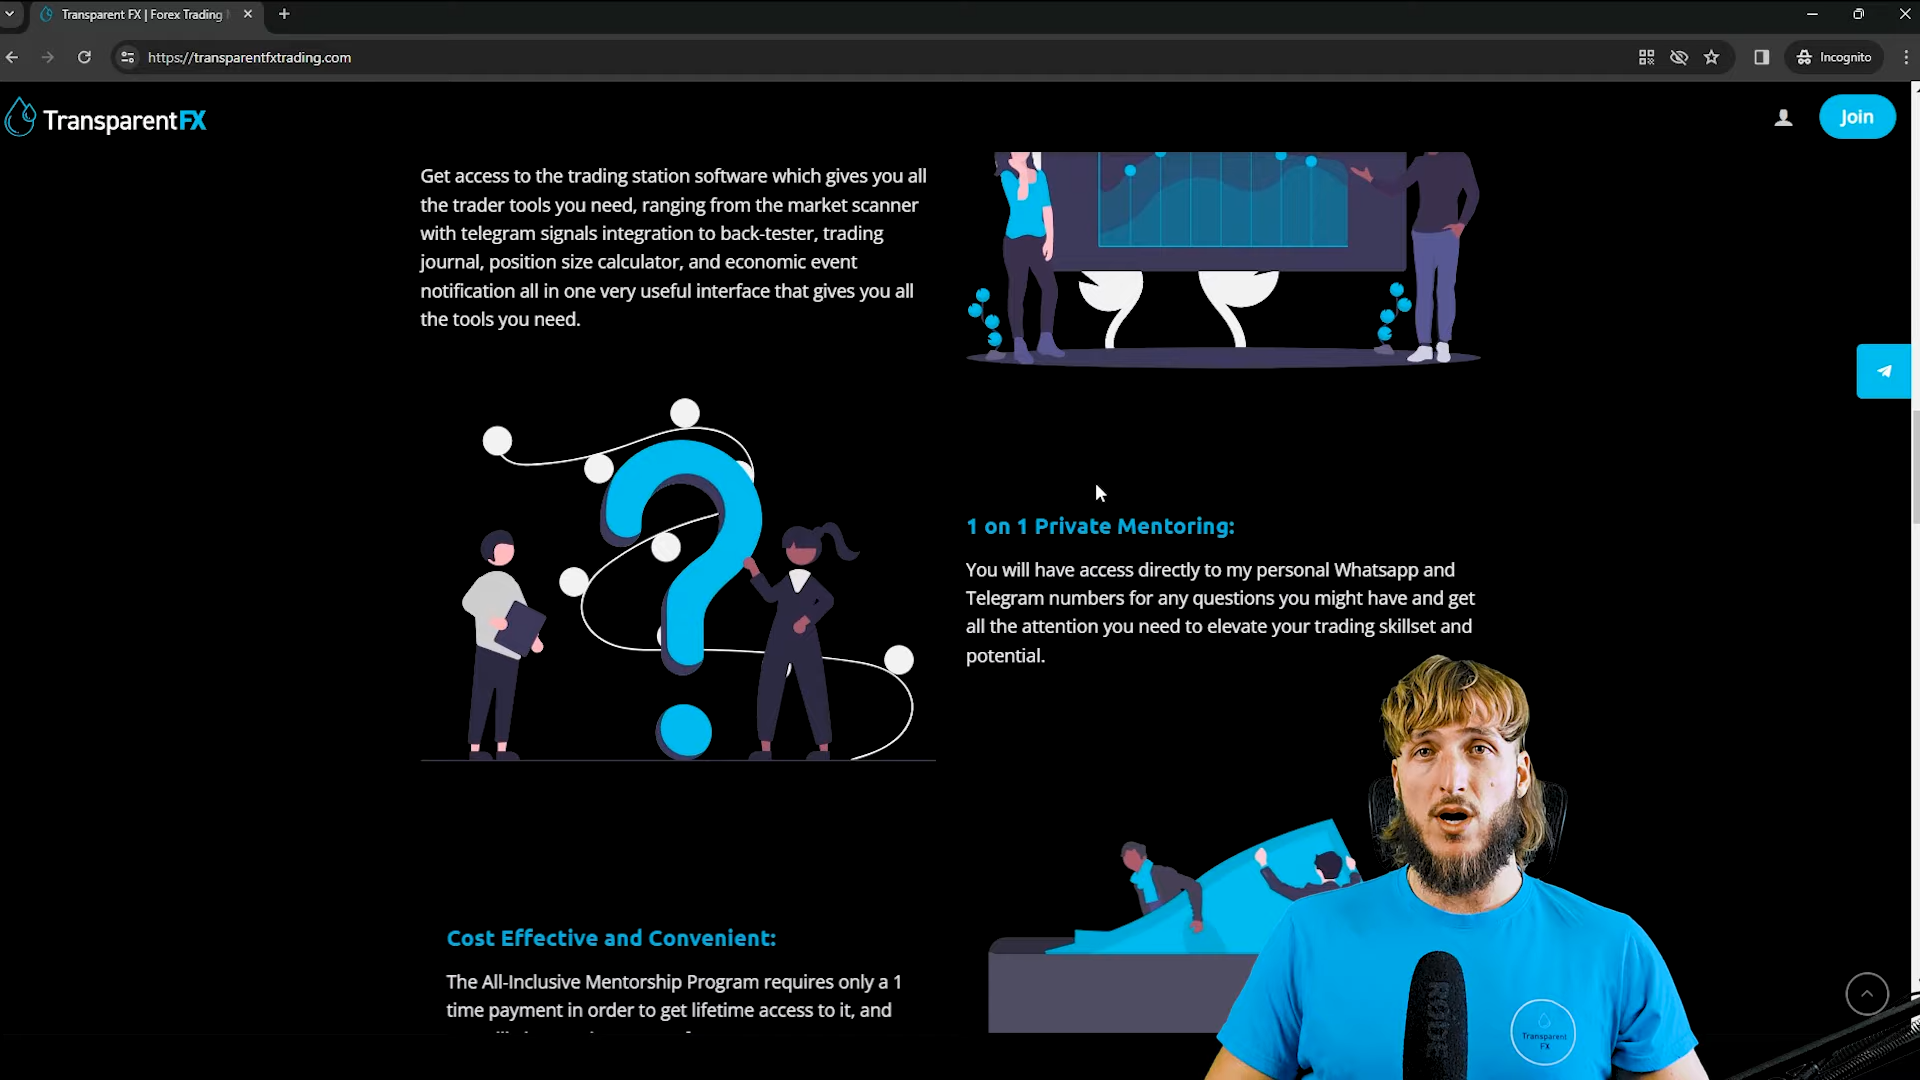 Transparent FX | Forex Trading
https://transparentfxtrading.com
Incognito
TransparentFX
Join
Get access to the trading station software which gives you all
the trader tools you need, ranging from the market scanner
with telegram signals integration to back-tester, trading
journal, position size calculator, and economic event
notification all in one very useful interface that gives you all
the tools you need.
1 on 1 Private Mentoring:
You will have access directly to my personal Whatsapp and
Telegram numbers for any questions you might have and get
all the attention you need to elevate your trading skillset and
potential.
Cost Effective and Convenient:
The All-Inclusive Mentorship Program requires only a 1
time payment in order to get lifetime access to it, and
RØDE
Transparent
FX